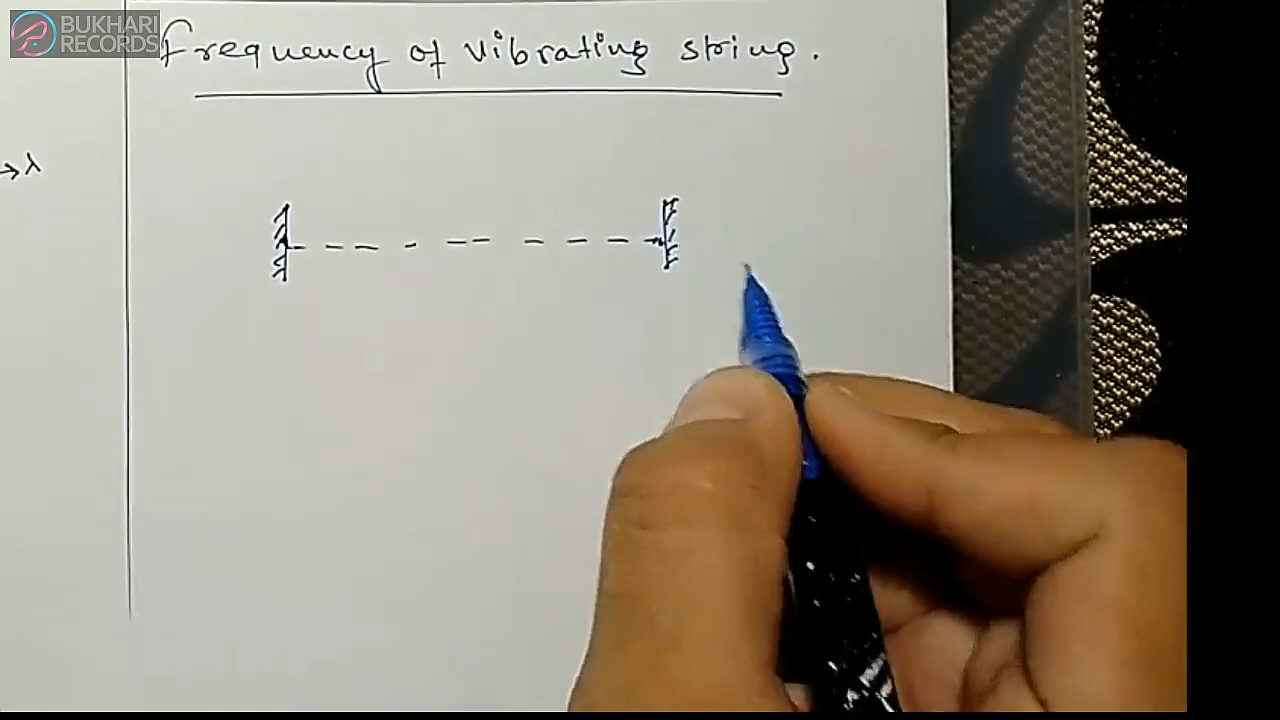 BUKHARI
RECORDS
frequency of vibrating string.
→λ